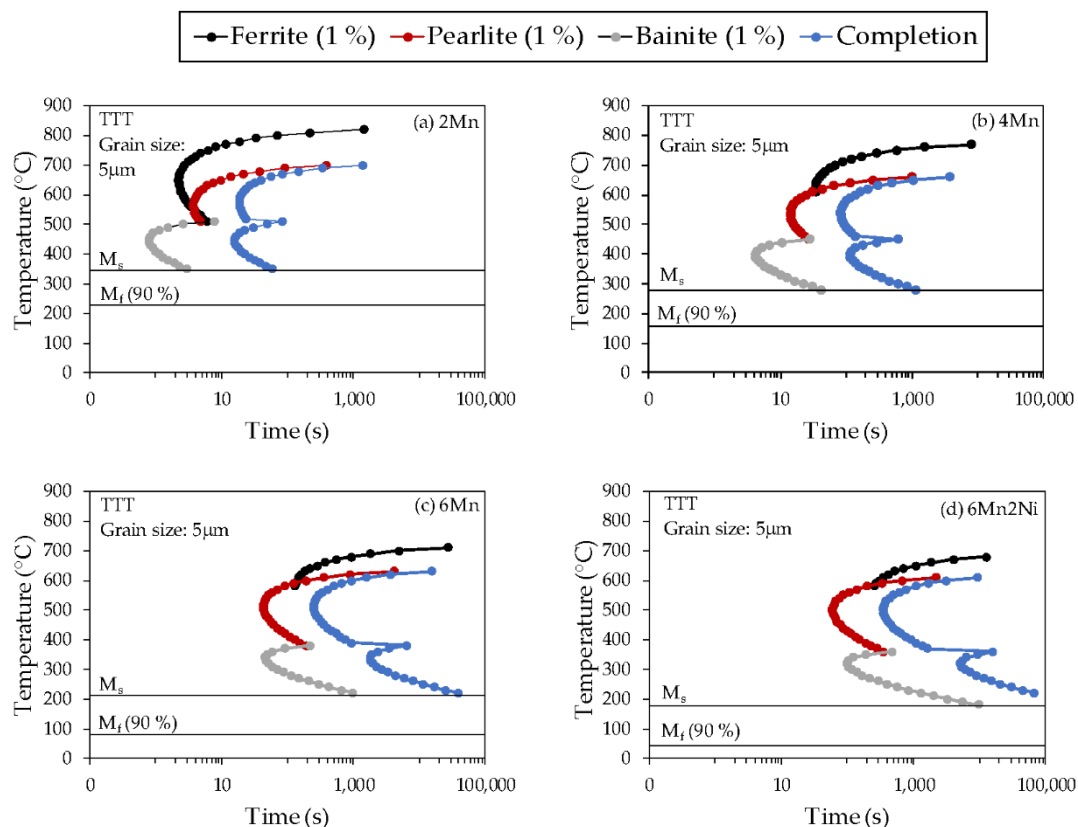 Ferrite (1 %) Pearlite (1 %) Bainite (1 %) Completion
TTT
Grain size:
5μm
(a) 2Mn
Temperature (°C)
900
800
700
600
500
400
300
200
100
0
Ms
Mf (90 %)
0 10 1,000 100,000
Time (s)
TTT
Grain size: 5μm
(b) 4Mn
Temperature (°C)
900
800
700
600
500
400
300
200
100
0
Ms
Mf (90 %)
0 10 1,000 100,000
Time (s)
TTT
Grain size: 5μm
(c) 6Mn
Temperature (°C)
900
800
700
600
500
400
300
200
100
0
Ms
Mf (90 %)
0 10 1,000 100,000
Time (s)
TTT
Grain size: 5μm
(d) 6Mn2Ni
Temperature (°C)
900
800
700
600
500
400
300
200
100
0
Ms
Mf (90 %)
0 10 1,000 100,000
Time (s)